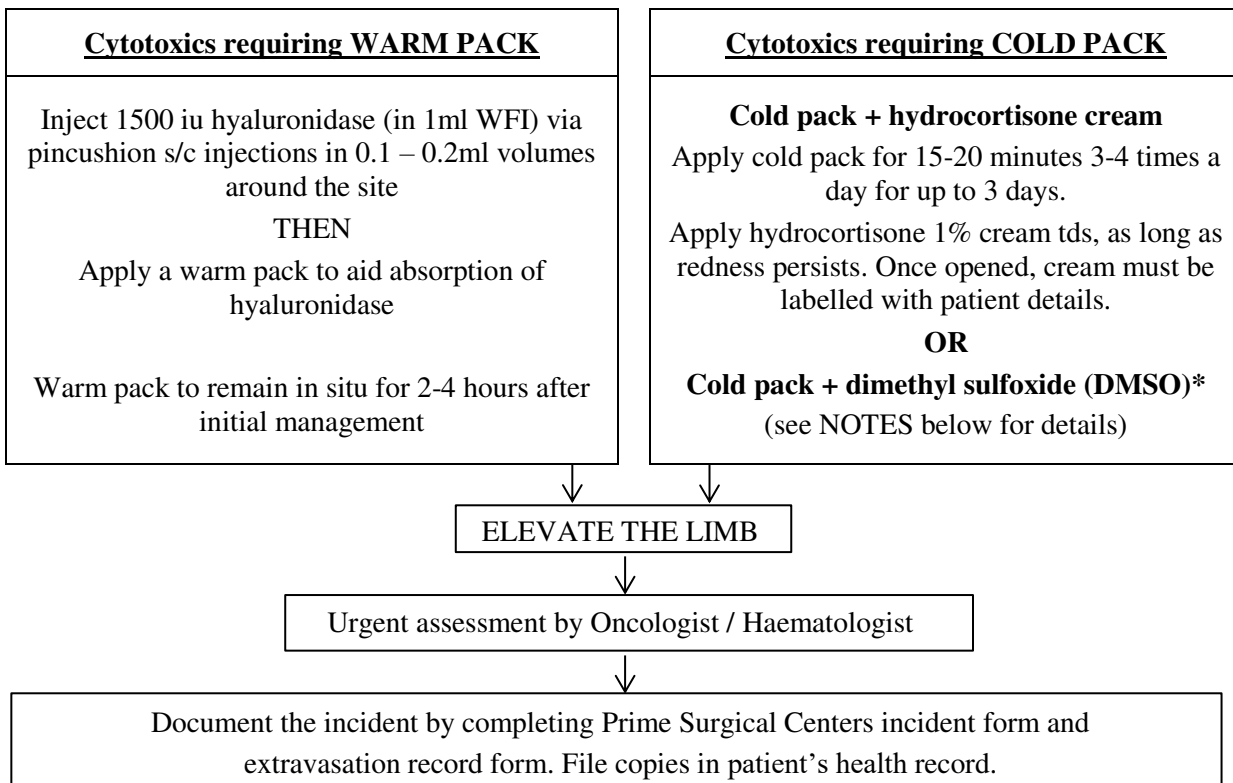 Cytotoxics requiring WARM PACK
Inject 1500 iu hyaluronidase (in 1ml WFI) via
pincushion s/c injections in 0.1 – 0.2ml volumes
around the site
THEN
Apply a warm pack to aid absorption of
hyaluronidase
Warm pack to remain in situ for 2-4 hours after
initial management
Cytotoxics requiring COLD PACK
Cold pack + hydrocortisone cream
Apply cold pack for 15-20 minutes 3-4 times a
day for up to 3 days.
Apply hydrocortisone 1% cream tds, as long as
redness persists. Once opened, cream must be
labelled with patient details.
OR
Cold pack + dimethyl sulfoxide (DMSO)*
(see NOTES below for details)
ELEVATE THE LIMB
Urgent assessment by Oncologist / Haematologist
Document the incident by completing Prime Surgical Centers incident form and
extravasation record form. File copies in patient’s health record.